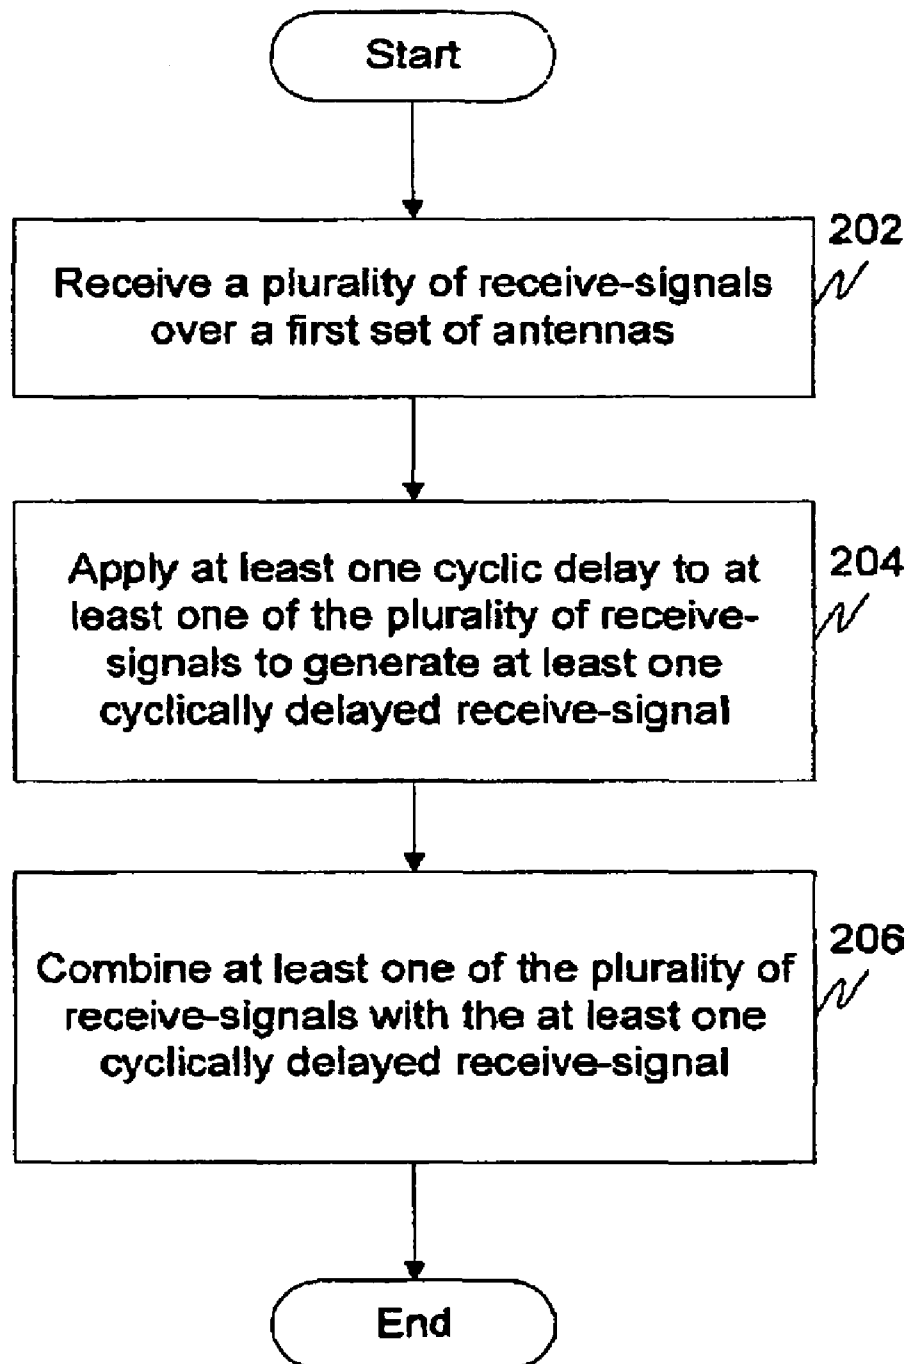 Start
202
Receive a plurality of receive-signals
over a first set of antennas
204
Apply at least one cyclic delay to at
least one of the plurality of receive-
signals to generate at least one
cyclically delayed receive-signal
206
Combine at least one of the plurality of
receive-signals with the at least one
cyclically delayed receive-signal
End